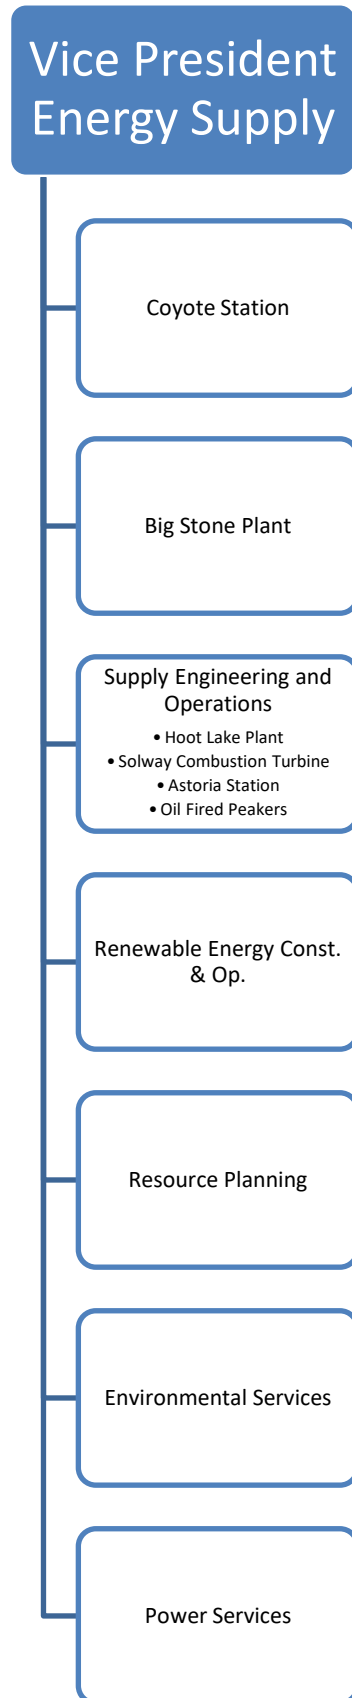 Vice President
Energy Supply
Coyote Station
Big Stone Plant
Supply Engineering and
Operations
• Hoot Lake Plant
• Solway Combustion Turbine
• Astoria Station
• Oil Fired Peakers
Renewable Energy Const.
& Op.
Resource Planning
Environmental Services
Power Services